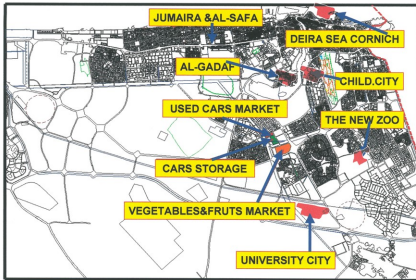 JUMAIRA &AL-SAFA
DEIRA SEA CORNICH
AL-GADAT
CHILD.CITY
USED CARS MARKET
THE NEW ZOO
CARS STORAGE
VEGETABLES&FRUTS MARKET
UNIVERSITY CITY